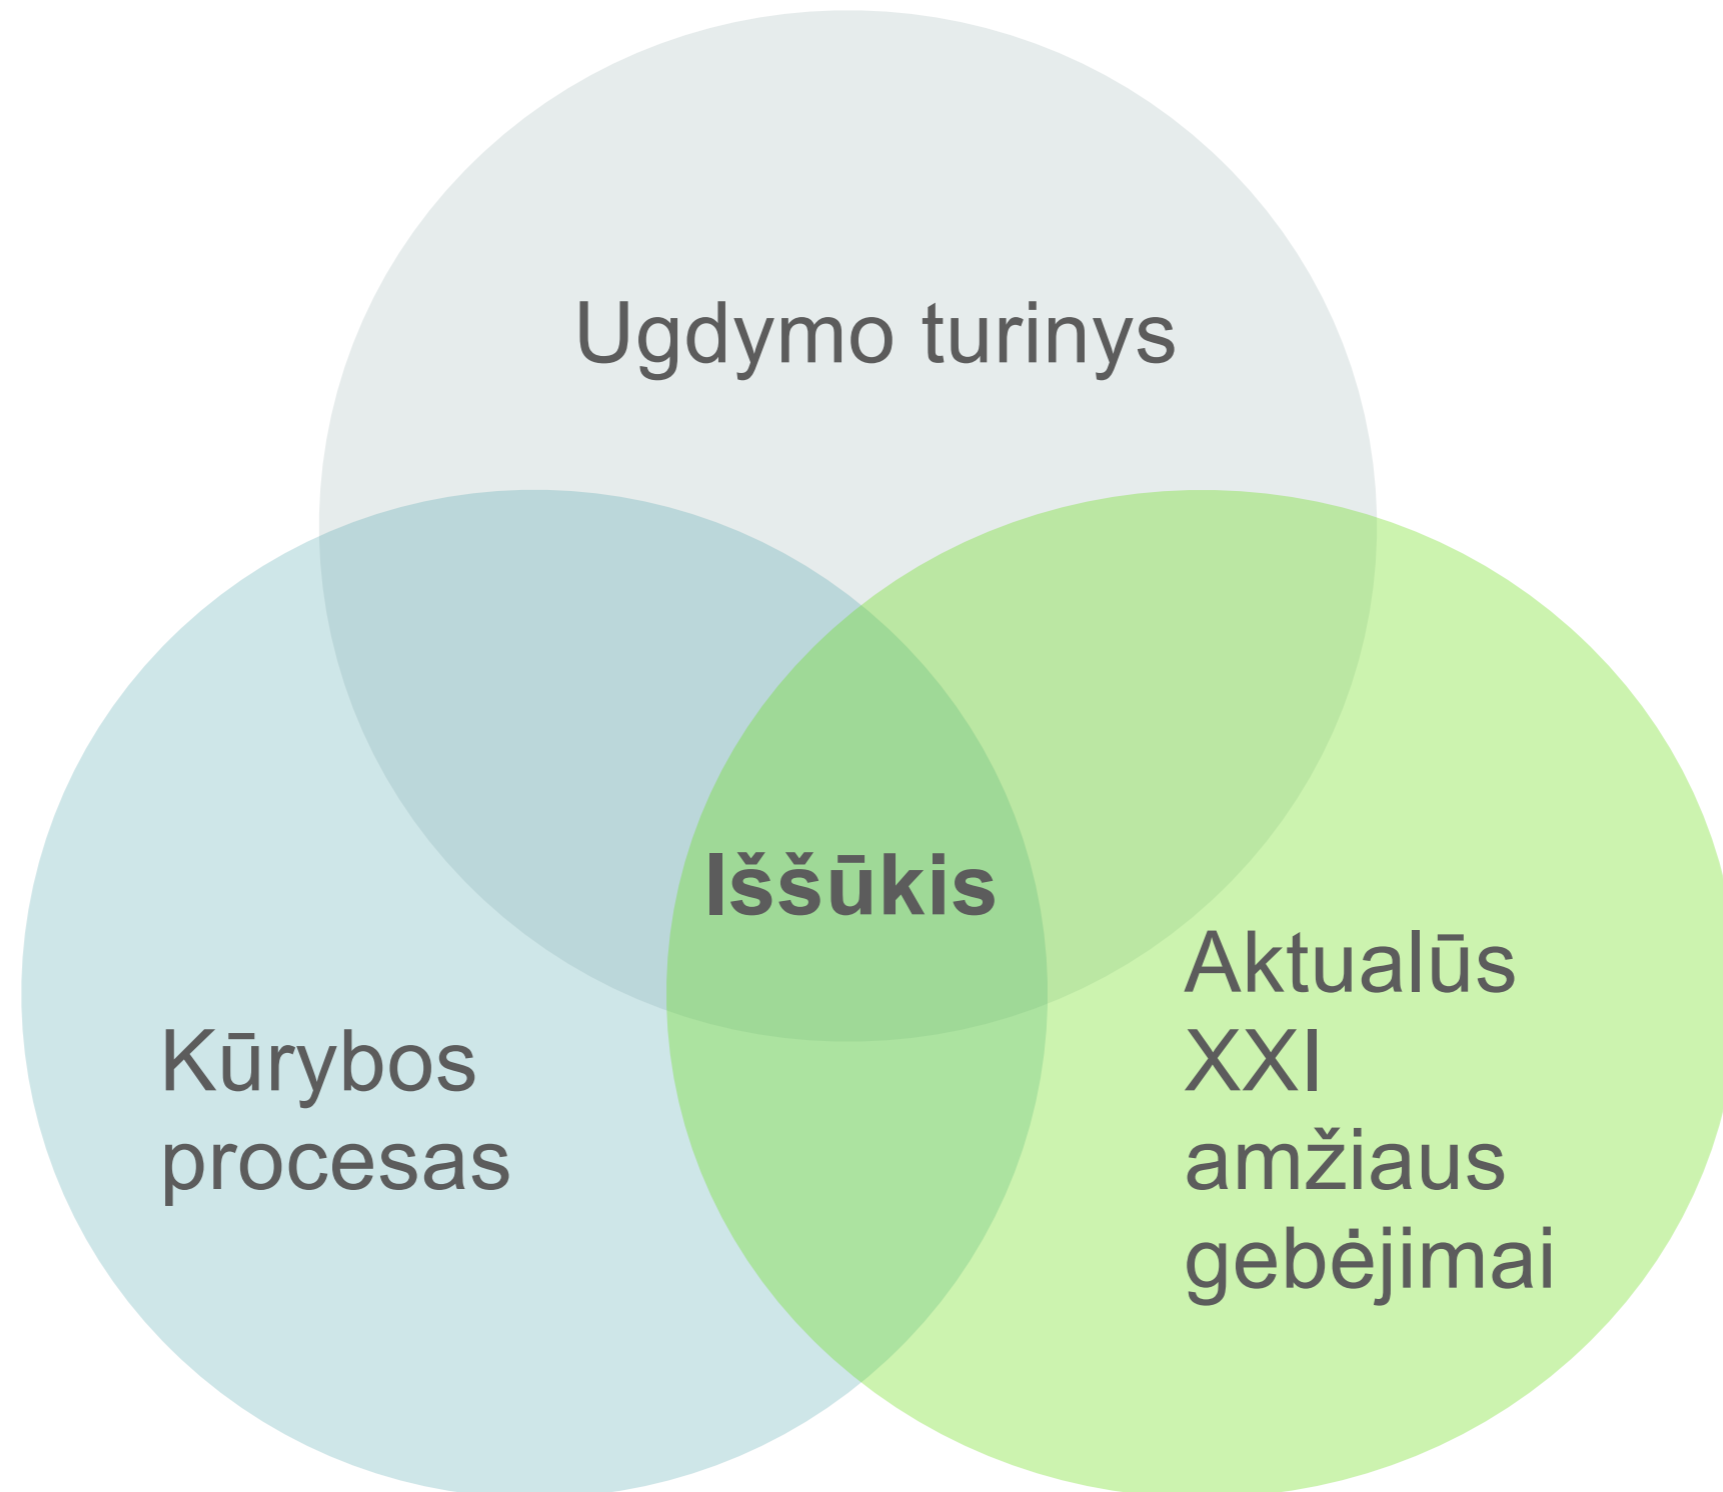 Ugdymo turinys
Iššūkis
Kūrybos
procesas
Aktualūs
XXI
amžiaus
gebėjimai